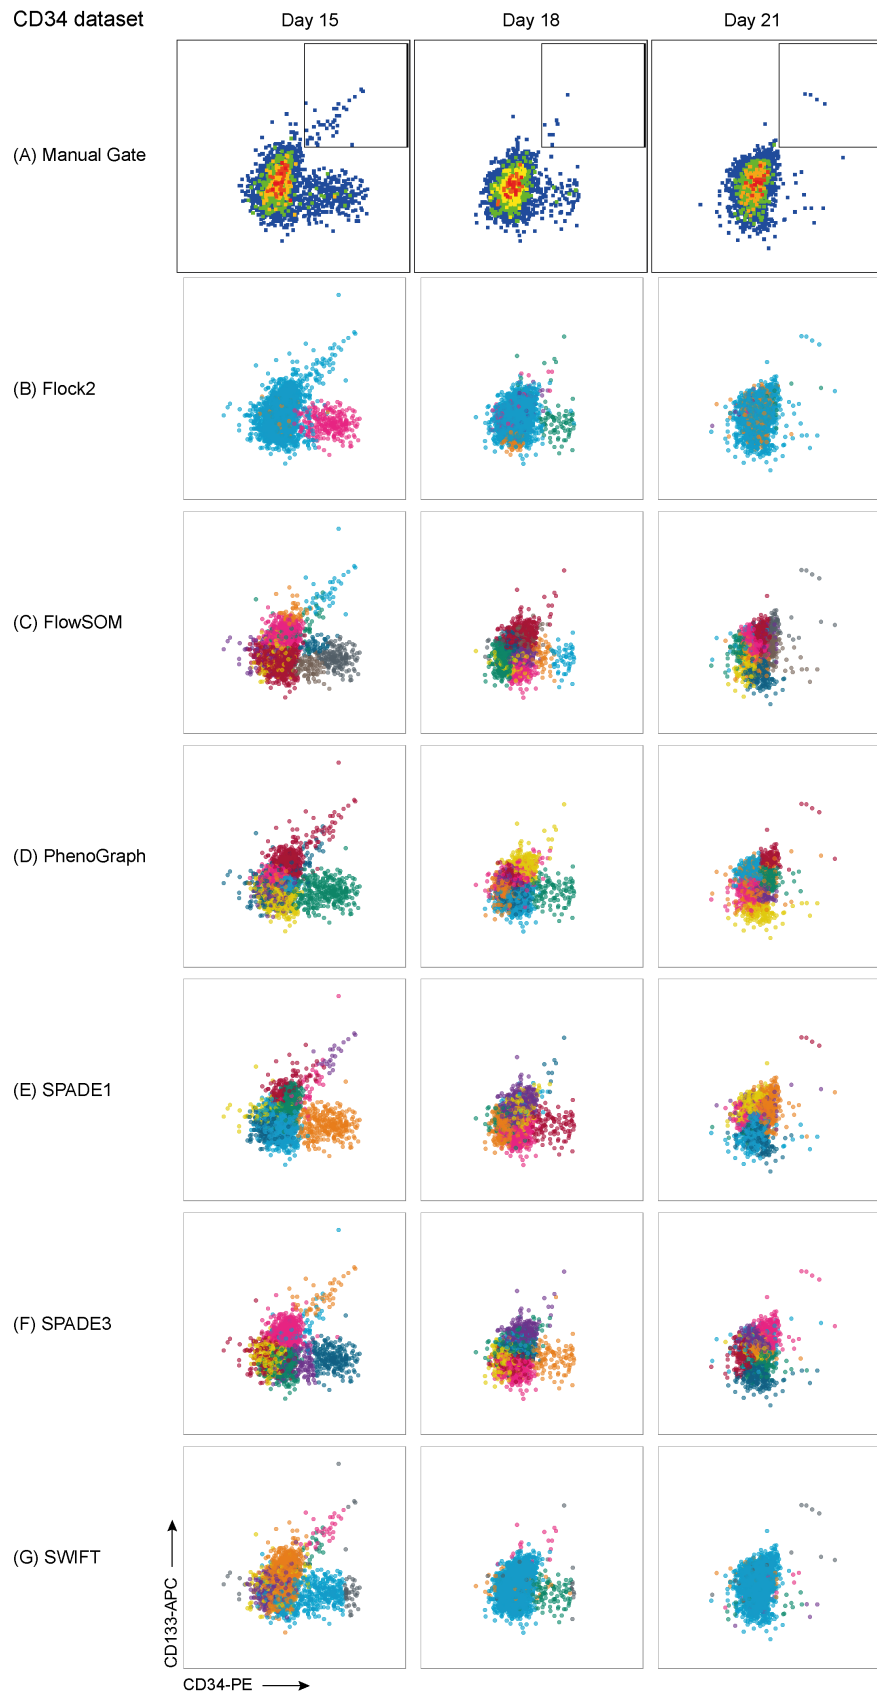 CD34 dataset Day 15 Day 18 Day 21
(A) Manual Gate
(B) Flock2
(C) FlowSOM
(D) PhenoGraph
(E) SPADE1
(F) SPADE3
(G) SWIFT
CD133-APC
CD34-PE